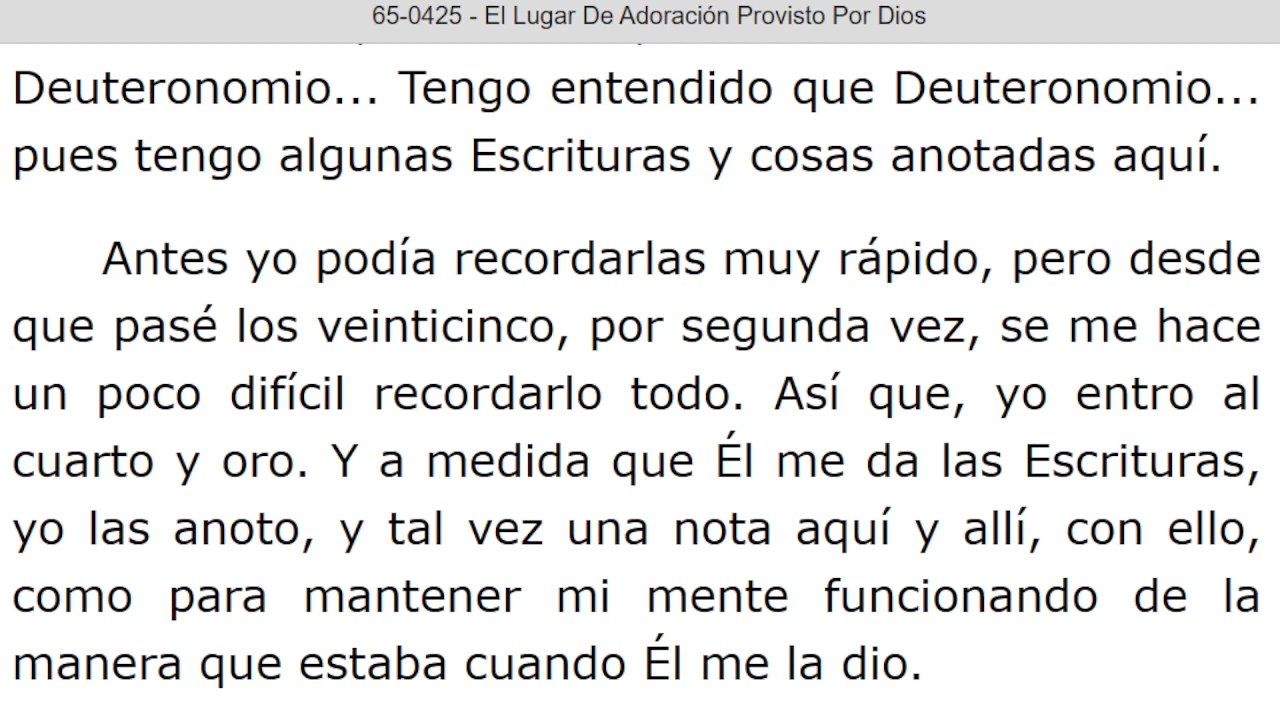 65-0425 - El Lugar De Adoración Provisto Por Dios
Deuteronomio... Tengo entendido que Deuteronomio...
pues tengo algunas Escrituras y cosas anotadas aquí.
Antes yo podía recordarlas muy rápido, pero desde
que pasé los veinticinco, por segunda vez, se me hace
un poco difícil recordarlo todo. Así que, yo entro al
cuarto y oro. Y a medida que Él me da las Escrituras,
yo las anoto, y tal vez una nota aquí y allí, con ello,
como para mantener mi mente funcionando de la
manera que estaba cuando Él me la dio.